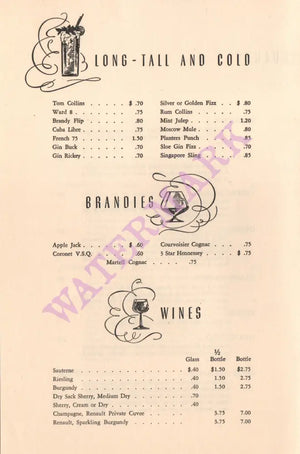 LONG-TALL AND COLD
Tom Collins . . . . . . $ .70 Silver or Golden Fizz . . $ .80
Ward 8 . . . . . . . . .75 Rum Collins . . . . . .75
Brandy Flip . . . . . . .80 Mint Julep . . . . . . 1.20
Cuba Libre . . . . . . .75 Moscow Mule . . . . . .80
French 75 . . . . . . 1.50 Planters Punch . . . . .85
Gin Buck . . . . . . . .70 Sloe Gin Fizz . . . . . .70
Gin Rickey . . . . . . .70 Singapore Sling . . . . .85
BRANDIES
Apple Jack . . . . . $ .60 Courvoisier Cognac . . .75
Coronet V.S.Q. . . . . .60 5 Star Hennessy . . . . $ .75
Martell Cognac . . . . .75
WINES
Glass ½ Bottle Bottle
Sauterne . . . . . . . $.40 $1.50 $2.75
Riesling . . . . . . . .40 1.50 2.75
Burgundy . . . . . . . .40 1.50 2.75
Dry Sack Sherry, Medium Dry . . . .70
Sherry, Cream or Dry . . . . .40
Champagne, Renault Private Cuvee . . . 5.75 7.00
Renault, Sparkling Burgundy . . . . 5.75 7.00
WATERMARK